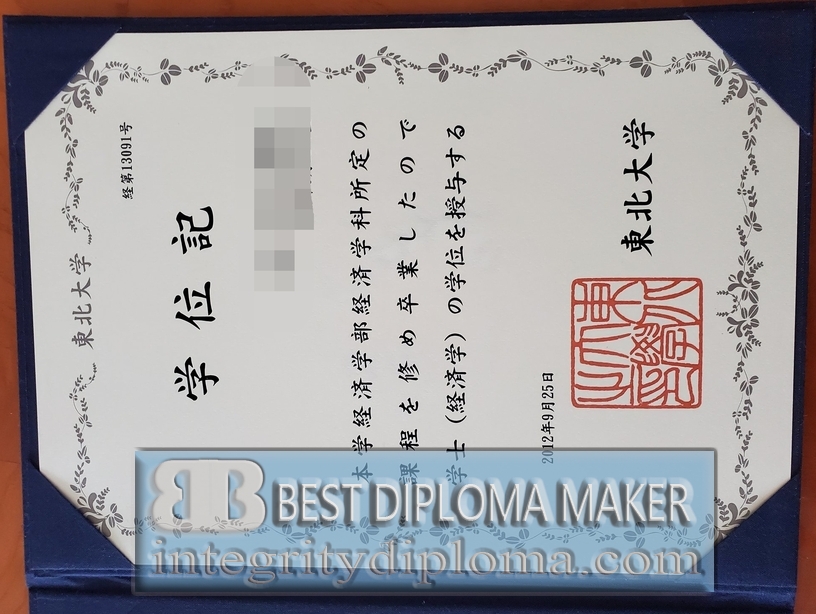 東北大学
経第13091号
学位記
本学経済学部経済学科所定の
課程を修め卒業したので
学士（経済学）の学位を授与する
2012年9月25日
東北大学
BB BEST DIPLOMA MAKER
integritydiploma.com